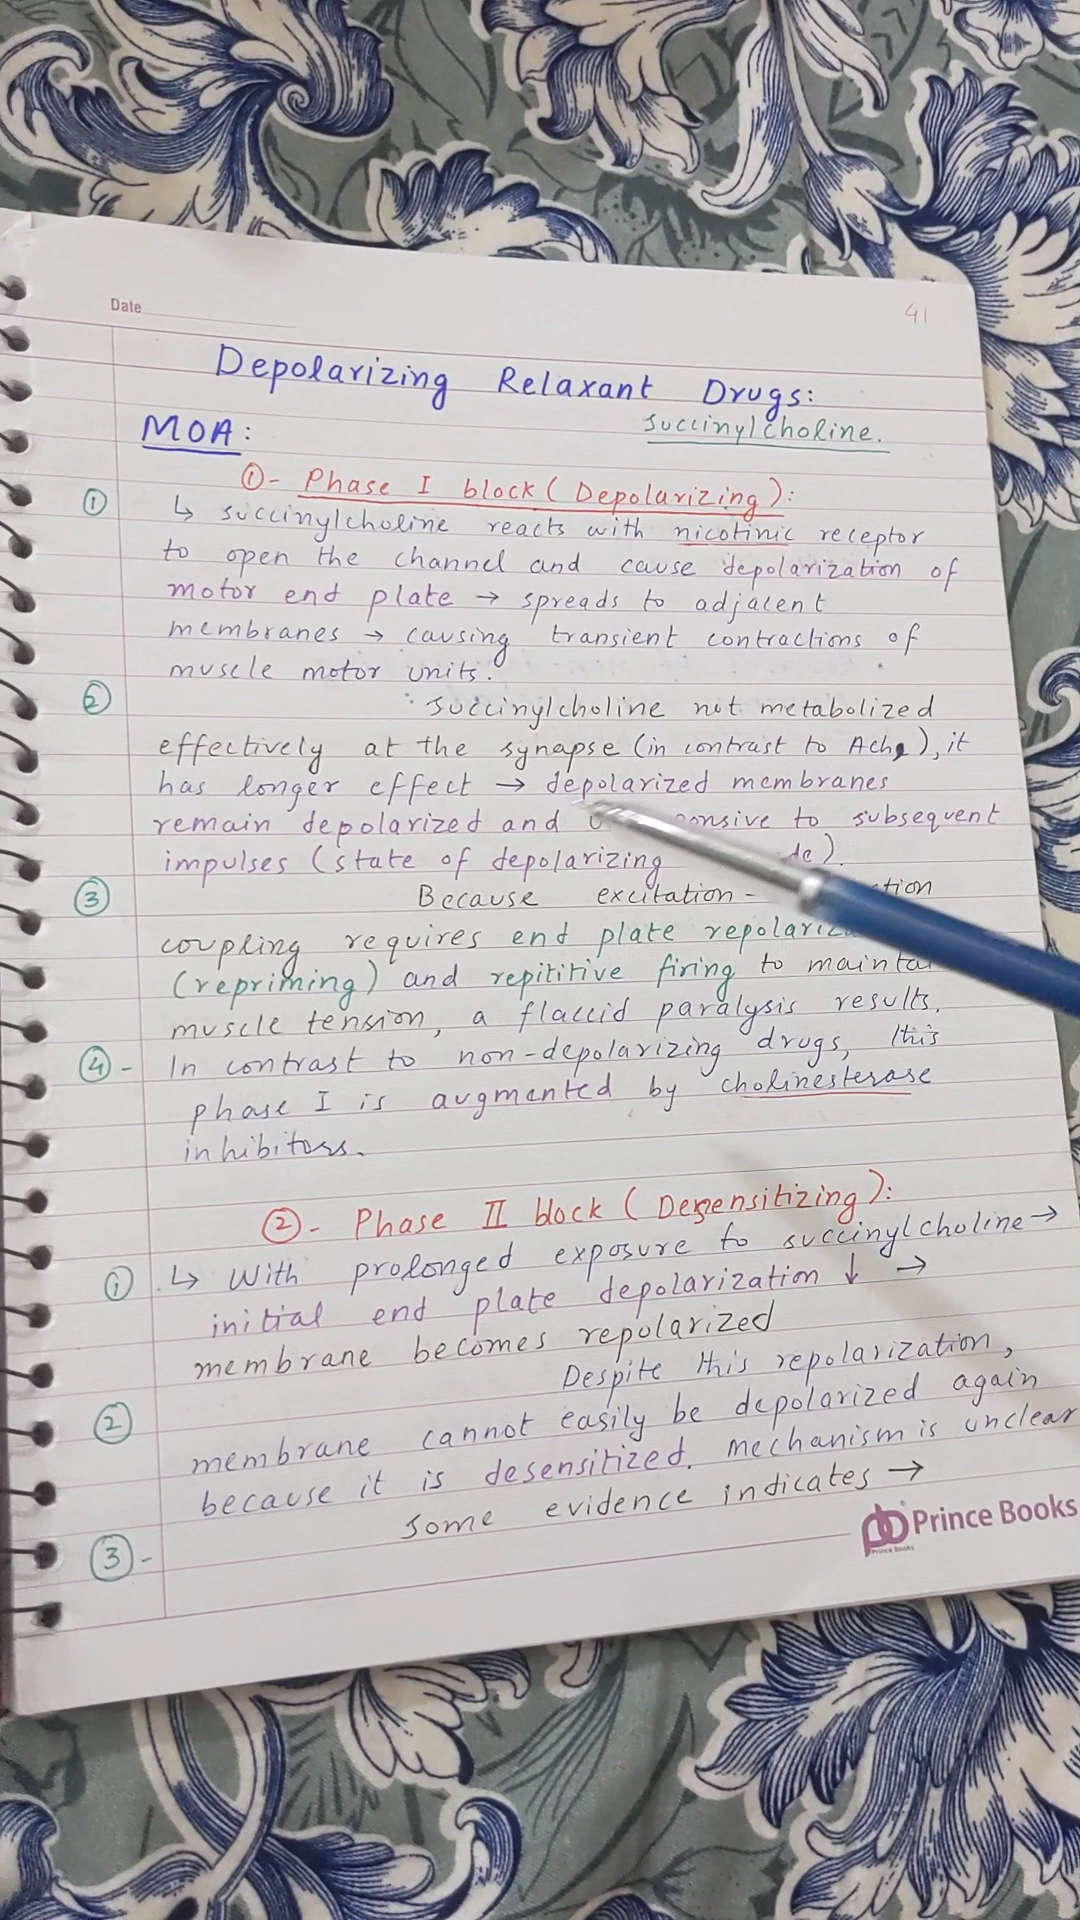 Date
41
Depolarizing Relaxant Drugs:
Succinylcholine.
MOA:
①- Phase I block (Depolarizing):
① ↳ succinylcholine reacts with nicotinic receptor
to open the channel and cause depolarization of
motor end plate → spreads to adjacent
membranes → causing transient contractions of
muscle motor units.
② Succinylcholine not metabolized
effectively at the synapse (in contrast to Ach), it
has longer effect → depolarized membranes
remain depolarized and to subsequent
impulses (state of depolarizing
③ Because excitation-
coupling requires end plate
(repriming) and repititive firing to
muscle tension, a flaccid paralysis results.
④- In contrast to non-depolarizing drugs, this
phase I is augmented by cholinesterase
inhibitors.
②- Phase II block (Desensitizing):
① ↳ With prolonged exposure to succinylcholine →
initial end plate depolarization ↓ →
membrane becomes repolarized
② Despite this repolarization,
membrane cannot easily be depolarized again
because it is desensitized. mechanism is unclear
③- Some evidence indicates →
pb Prince Books
Prince Books